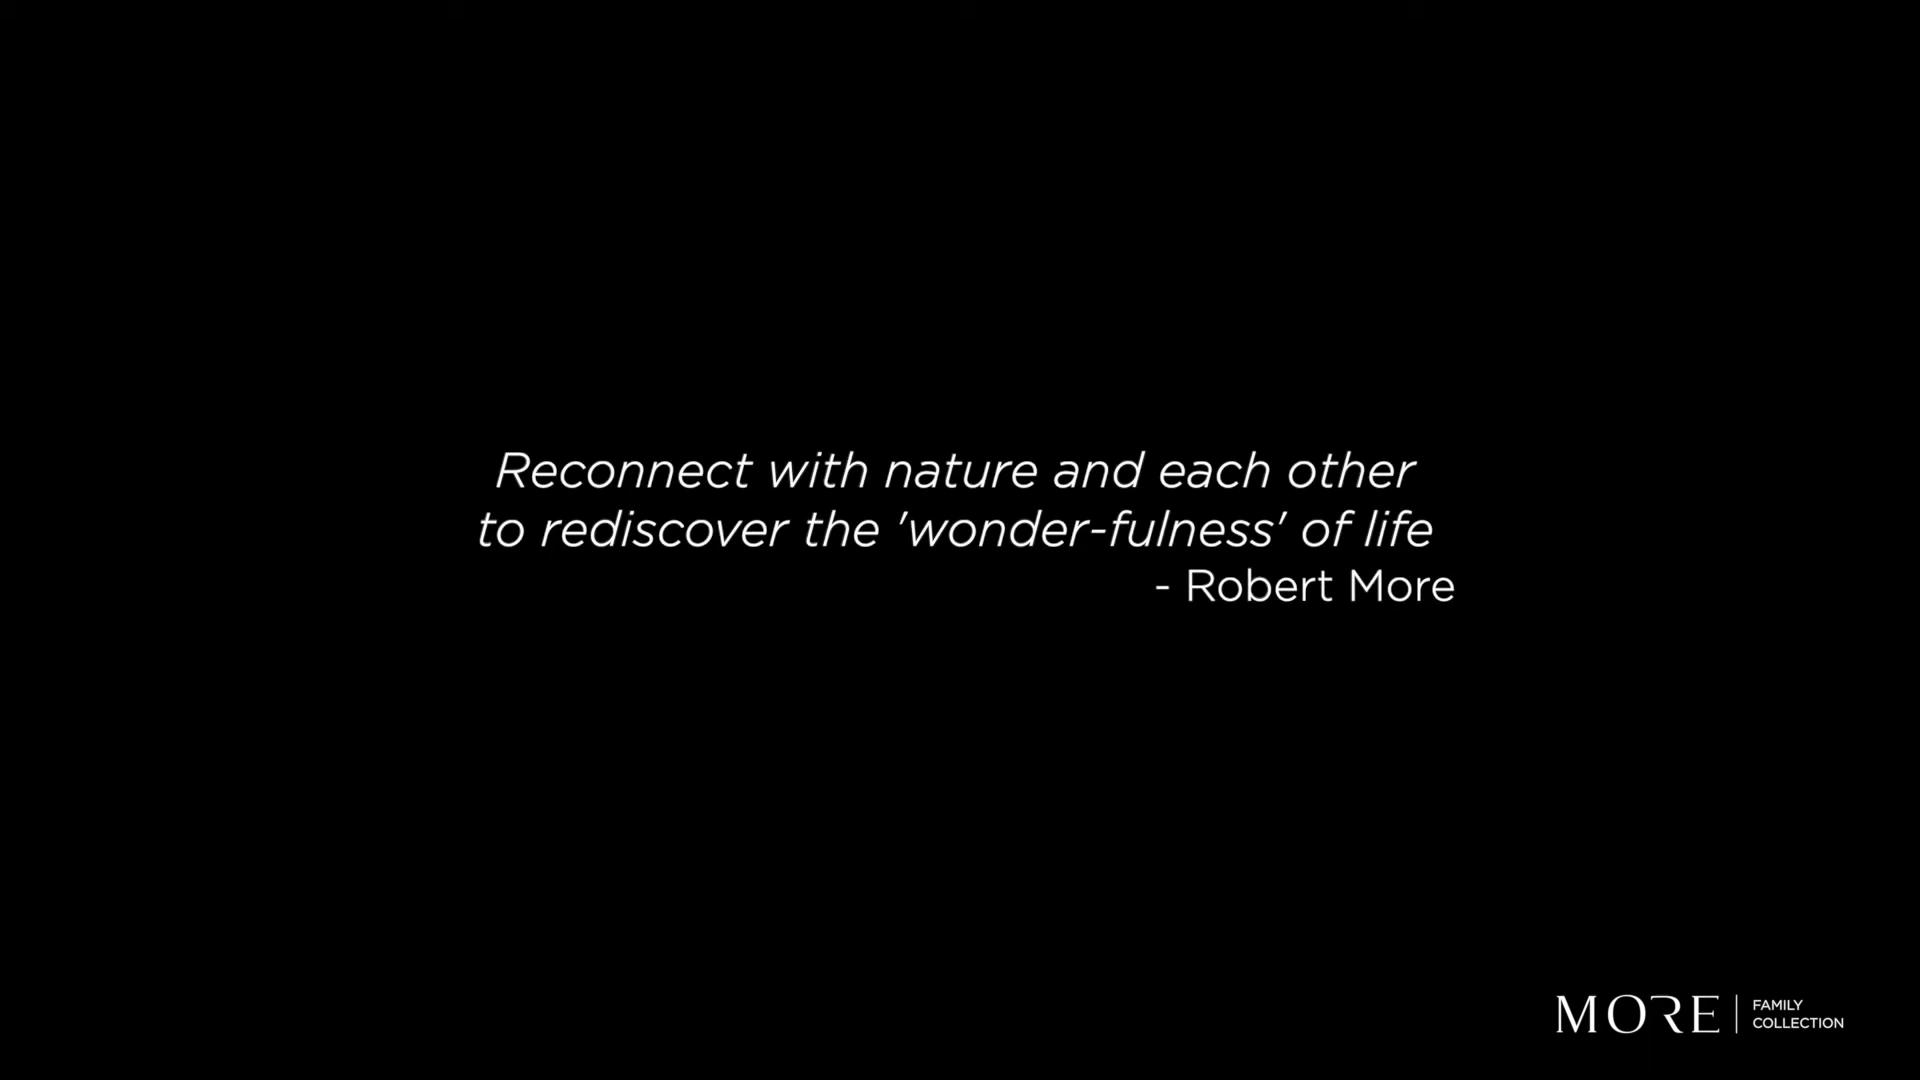 Reconnect with nature and each other
to rediscover the 'wonder-fulness' of life
- Robert More
MORE
FAMILY
COLLECTION